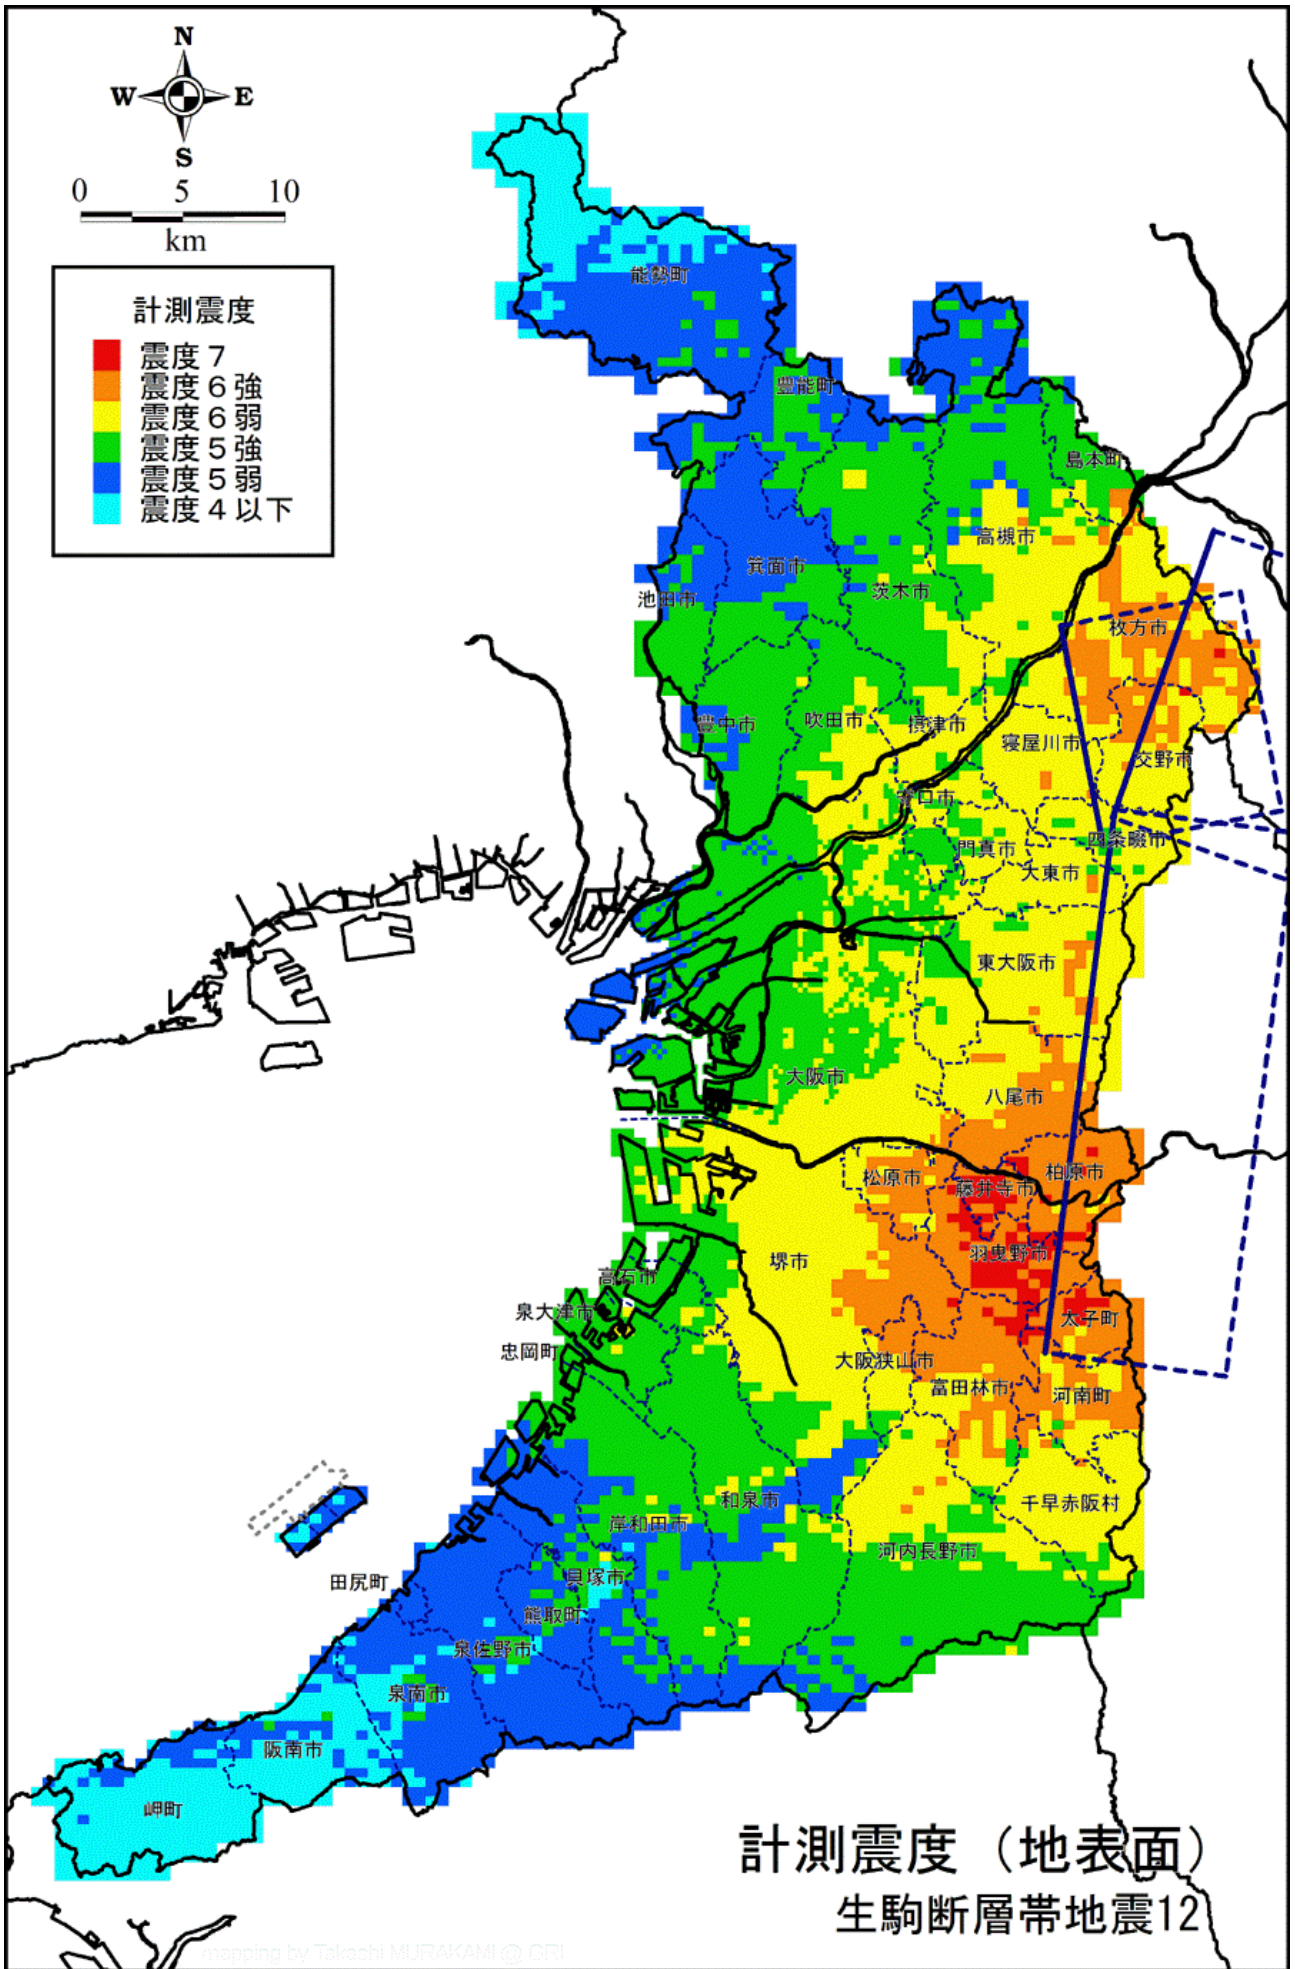 N
W E
S
0 5 10
km
計測震度
震度７
震度６強
震度６弱
震度５強
震度５弱
震度４以下
能勢町
豊能町
島本町
高槻市
箕面市
茨木市
池田市
枚方市
豊中市
吹田市
摂津市
寝屋川市
交野市
守口市
四条畷市
門真市
大東市
東大阪市
大阪市
八尾市
柏原市
松原市
藤井寺市
羽曳野市
堺市
高石市
泉大津市
太子町
忠岡町
大阪狭山市
富田林市
河南町
和泉市
千早赤阪村
岸和田市
河内長野市
貝塚市
田尻町
熊取町
泉佐野市
泉南市
阪南市
岬町
計測震度（地表面）
生駒断層帯地震12
mapping by Takashi MURAKAMI @ GRI